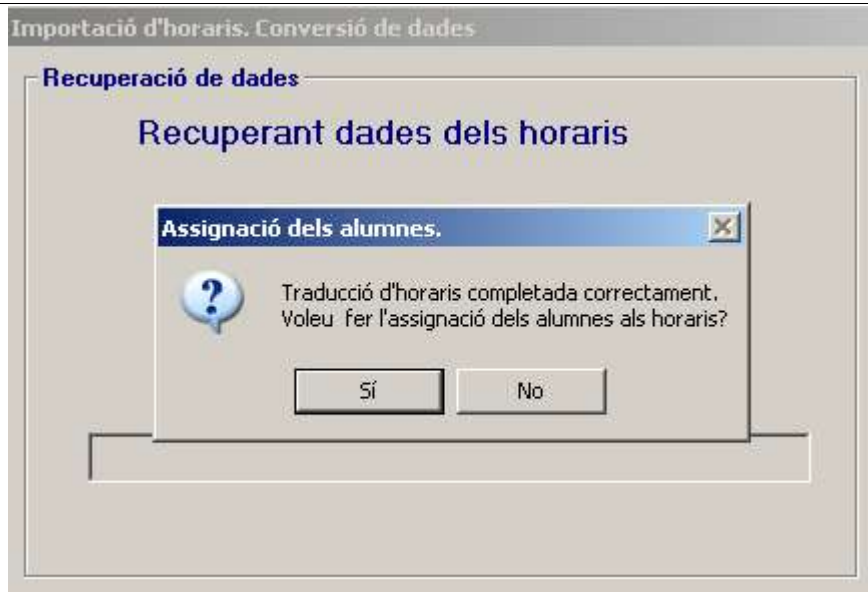 Importació d'horaris. Conversió de dades
Recuperació de dades
Recuperant dades dels horaris
Assignació dels alumnes.
Traducció d'horaris completada correctament.
Voleu  fer l'assignació dels alumnes als horaris?
Sí
No